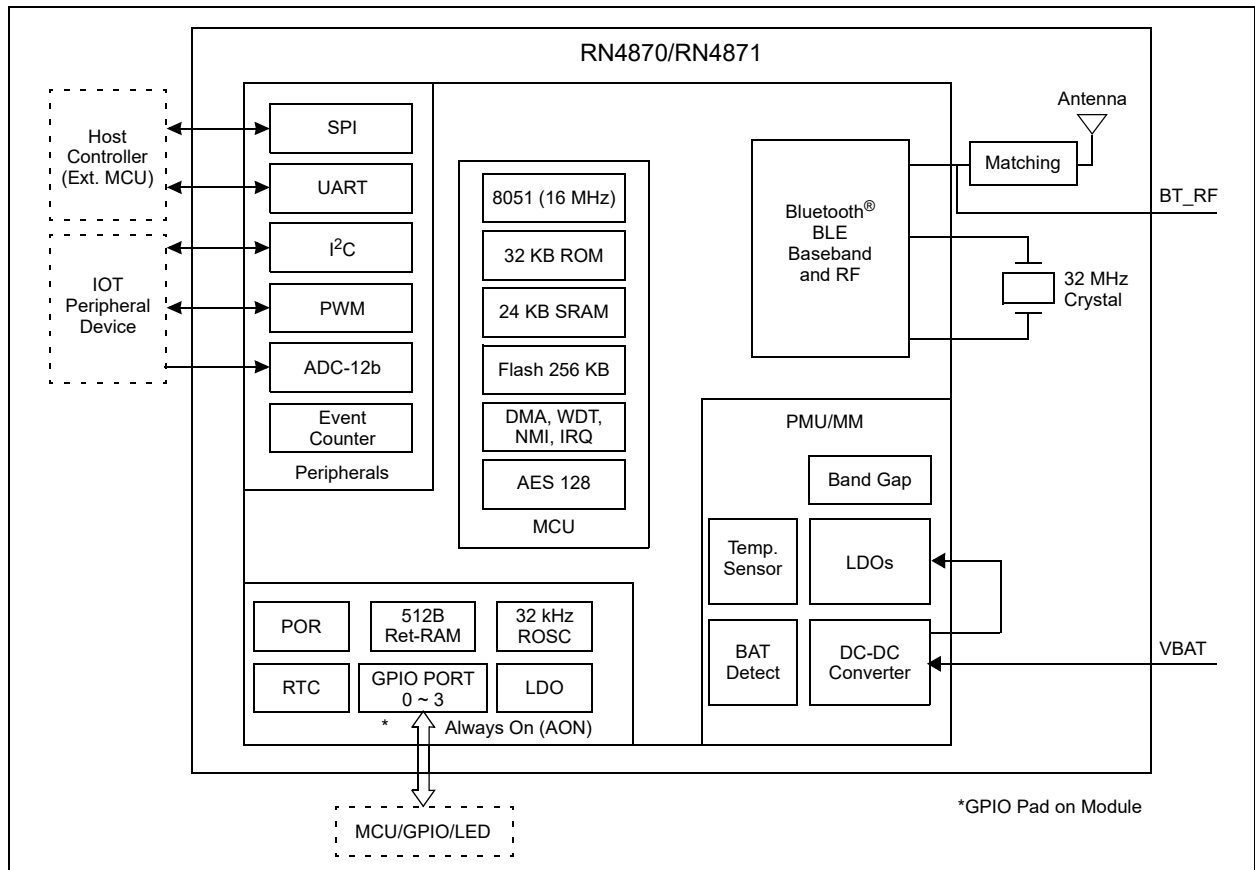 RN4870/RN4871
Host
Controller
(Ext. MCU)
IOT
Peripheral
Device
SPI
UART
I²C
PWM
ADC-12b
Event
Counter
Peripherals
8051 (16 MHz)
32 KB ROM
24 KB SRAM
Flash 256 KB
DMA, WDT,
NMI, IRQ
AES 128
MCU
Bluetooth®
BLE
Baseband
and RF
Antenna
Matching
BT_RF
32 MHz
Crystal
PMU/MM
Band Gap
Temp.
Sensor
LDOs
BAT
Detect
DC-DC
Converter
VBAT
POR
512B
Ret-RAM
32 kHz
ROSC
RTC
GPIO PORT
0 ~ 3
LDO
*
Always On (AON)
MCU/GPIO/LED
*GPIO Pad on Module